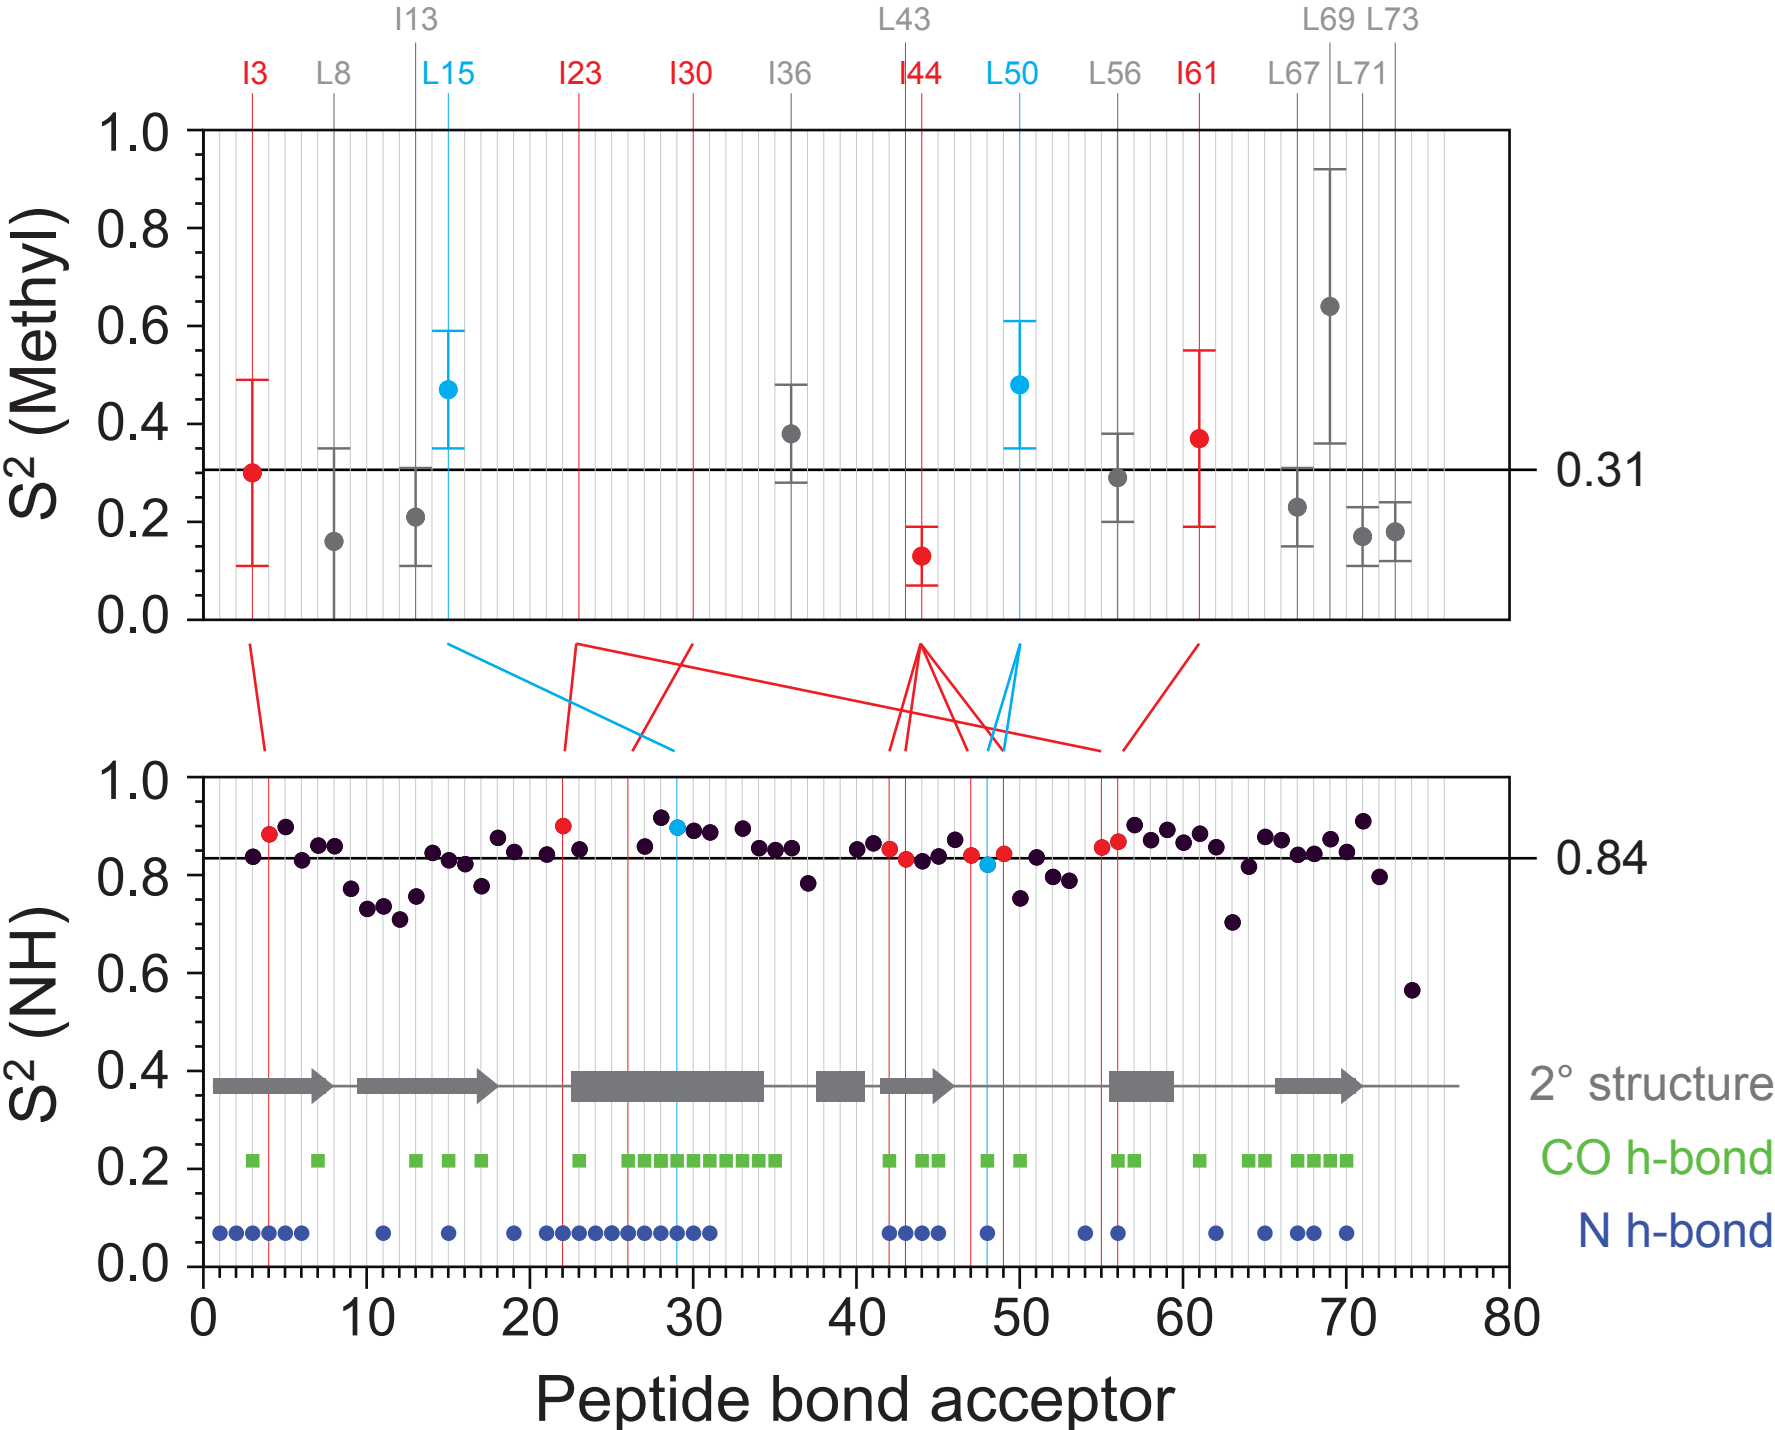 I13 L43 L69 L73
I3 L8 L15 I23 I30 I36 I44 L50 L56 I61 L67 L71
1.0
0.8
0.6
0.4
0.2
0.0
S² (Methyl)
0.31
1.0
0.8
0.6
0.4
0.2
0.0
S² (NH)
0.84
2° structure
CO h-bond
N h-bond
0 10 20 30 40 50 60 70 80
Peptide bond acceptor